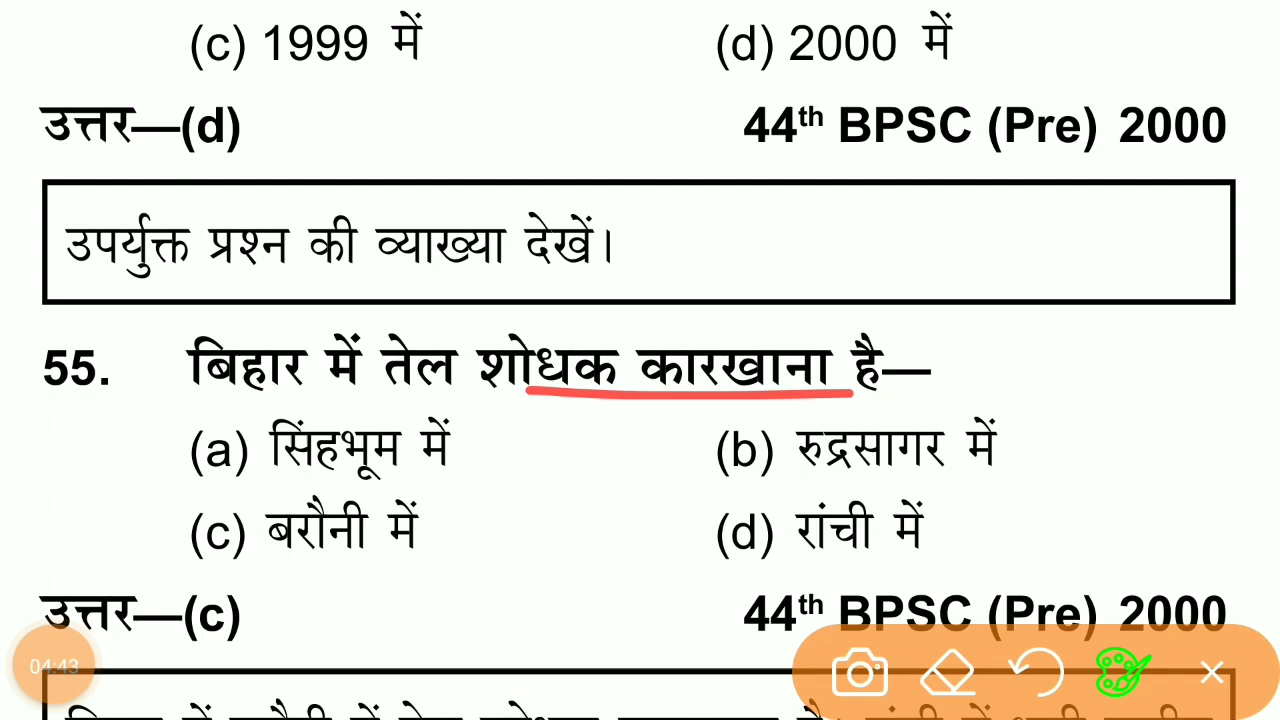 (c) 1999 में (d) 2000 में
उत्तर—(d) 44th BPSC (Pre) 2000
उपर्युक्त प्रश्न की व्याख्या देखें।
55. बिहार में तेल शोधक कारखाना है—
(a) सिंहभूम में (b) रुद्रसागर में
(c) बरौनी में (d) रांची में
उत्तर—(c) 44th BPSC (Pre) 2000
04:43